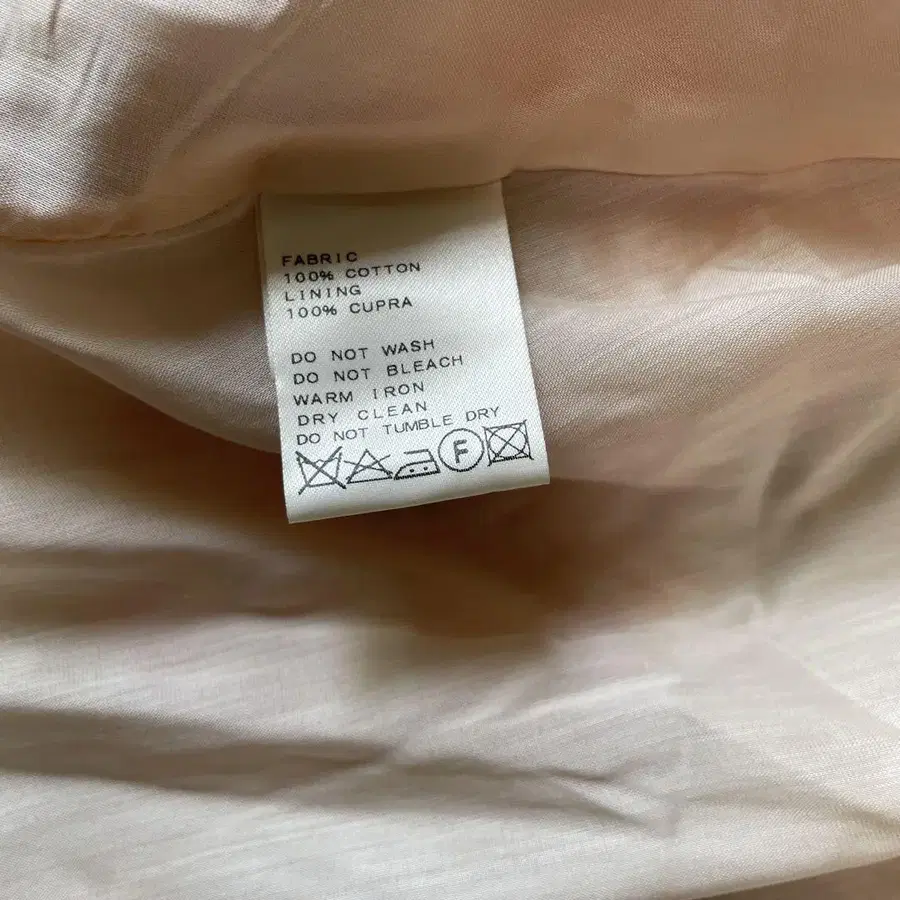 FABRIC
100% COTTON
LINING
100% CUPRA
DO NOT WASH
DO NOT BLEACH
WARM IRON
DRY CLEAN
DO NOT TUMBLE DRY
F